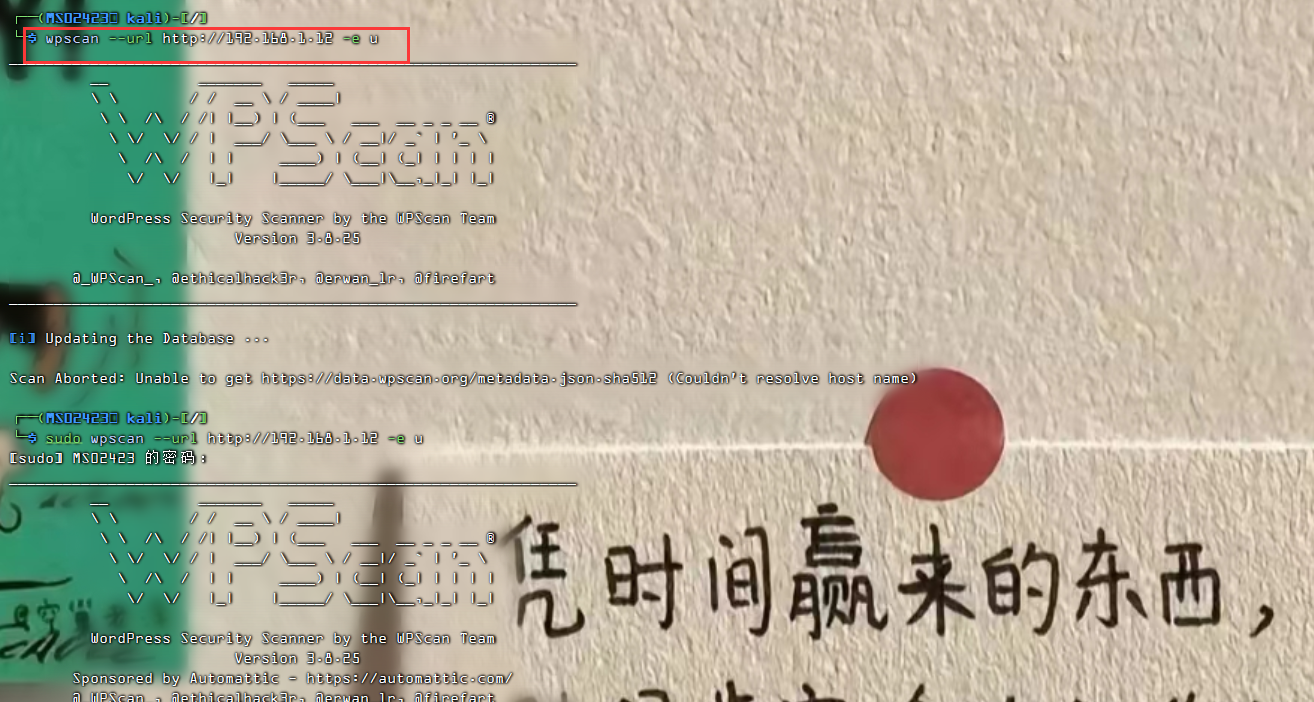 ┌──(MS02423㉿ kali)-[/]
└─$ wpscan --url http://192.168.1.12 -e u
_______________________________________________________________
         __          _______   _____
         \ \        / /  __ \ / ____|
          \ \  /\  / /| |__) | (___   ___  __ _ _ __ ®
           \ \/  \/ / |  ___/ \___ \ / __|/ _` | '_ \
            \  /\  /  | |     ____) | (__| (_| | | | |
             \/  \/   |_|    |_____/ \___|\__,_|_| |_|
WordPress Security Scanner by the WPScan Team
Version 3.8.25
@_WPScan_, @ethicalhack3r, @erwan_lr, @firefart
_______________________________________________________________
[i] Updating the Database ...
Scan Aborted: Unable to get https://data.wpscan.org/metadata.json.sha512 (Couldn't resolve host name)
┌──(MS02423㉿ kali)-[/]
└─$ sudo wpscan --url http://192.168.1.12 -e u
[sudo] MS02423 的密码:
_______________________________________________________________
         __          _______   _____
         \ \        / /  __ \ / ____|
          \ \  /\  / /| |__) | (___   ___  __ _ _ __ ®
           \ \/  \/ / |  ___/ \___ \ / __|/ _` | '_ \
            \  /\  /  | |     ____) | (__| (_| | | | |
             \/  \/   |_|    |_____/ \___|\__,_|_| |_|
凭时间赢来的东西，
WordPress Security Scanner by the WPScan Team
Version 3.8.25
Sponsored by Automattic - https://automattic.com/
@_WPScan_, @ethicalhack3r, @erwan_lr, @firefart